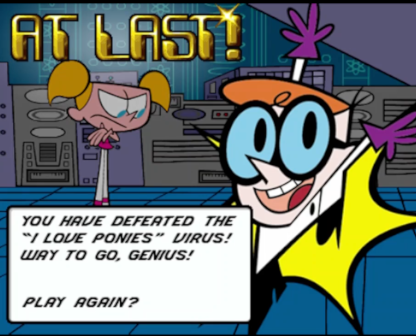 AT LAST!
YOU HAVE DEFEATED THE
"I LOVE PONIES" VIRUS!
WAY TO GO, GENIUS!
PLAY AGAIN?